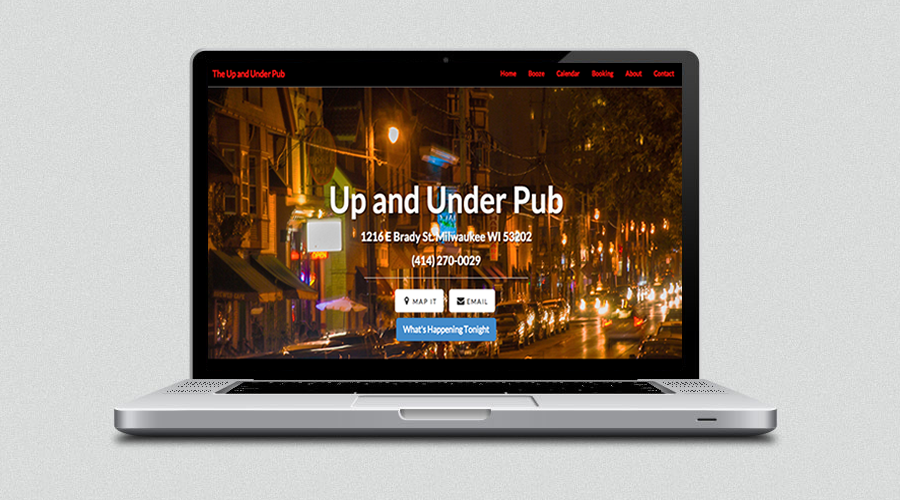 The Up and Under Pub
Home Booze Calendar Booking About Contact
Up and Under Pub
1216 E Brady St. Milwaukee WI 53202
(414) 270-0029
MAP IT EMAIL
What's Happening Tonight
OPEN